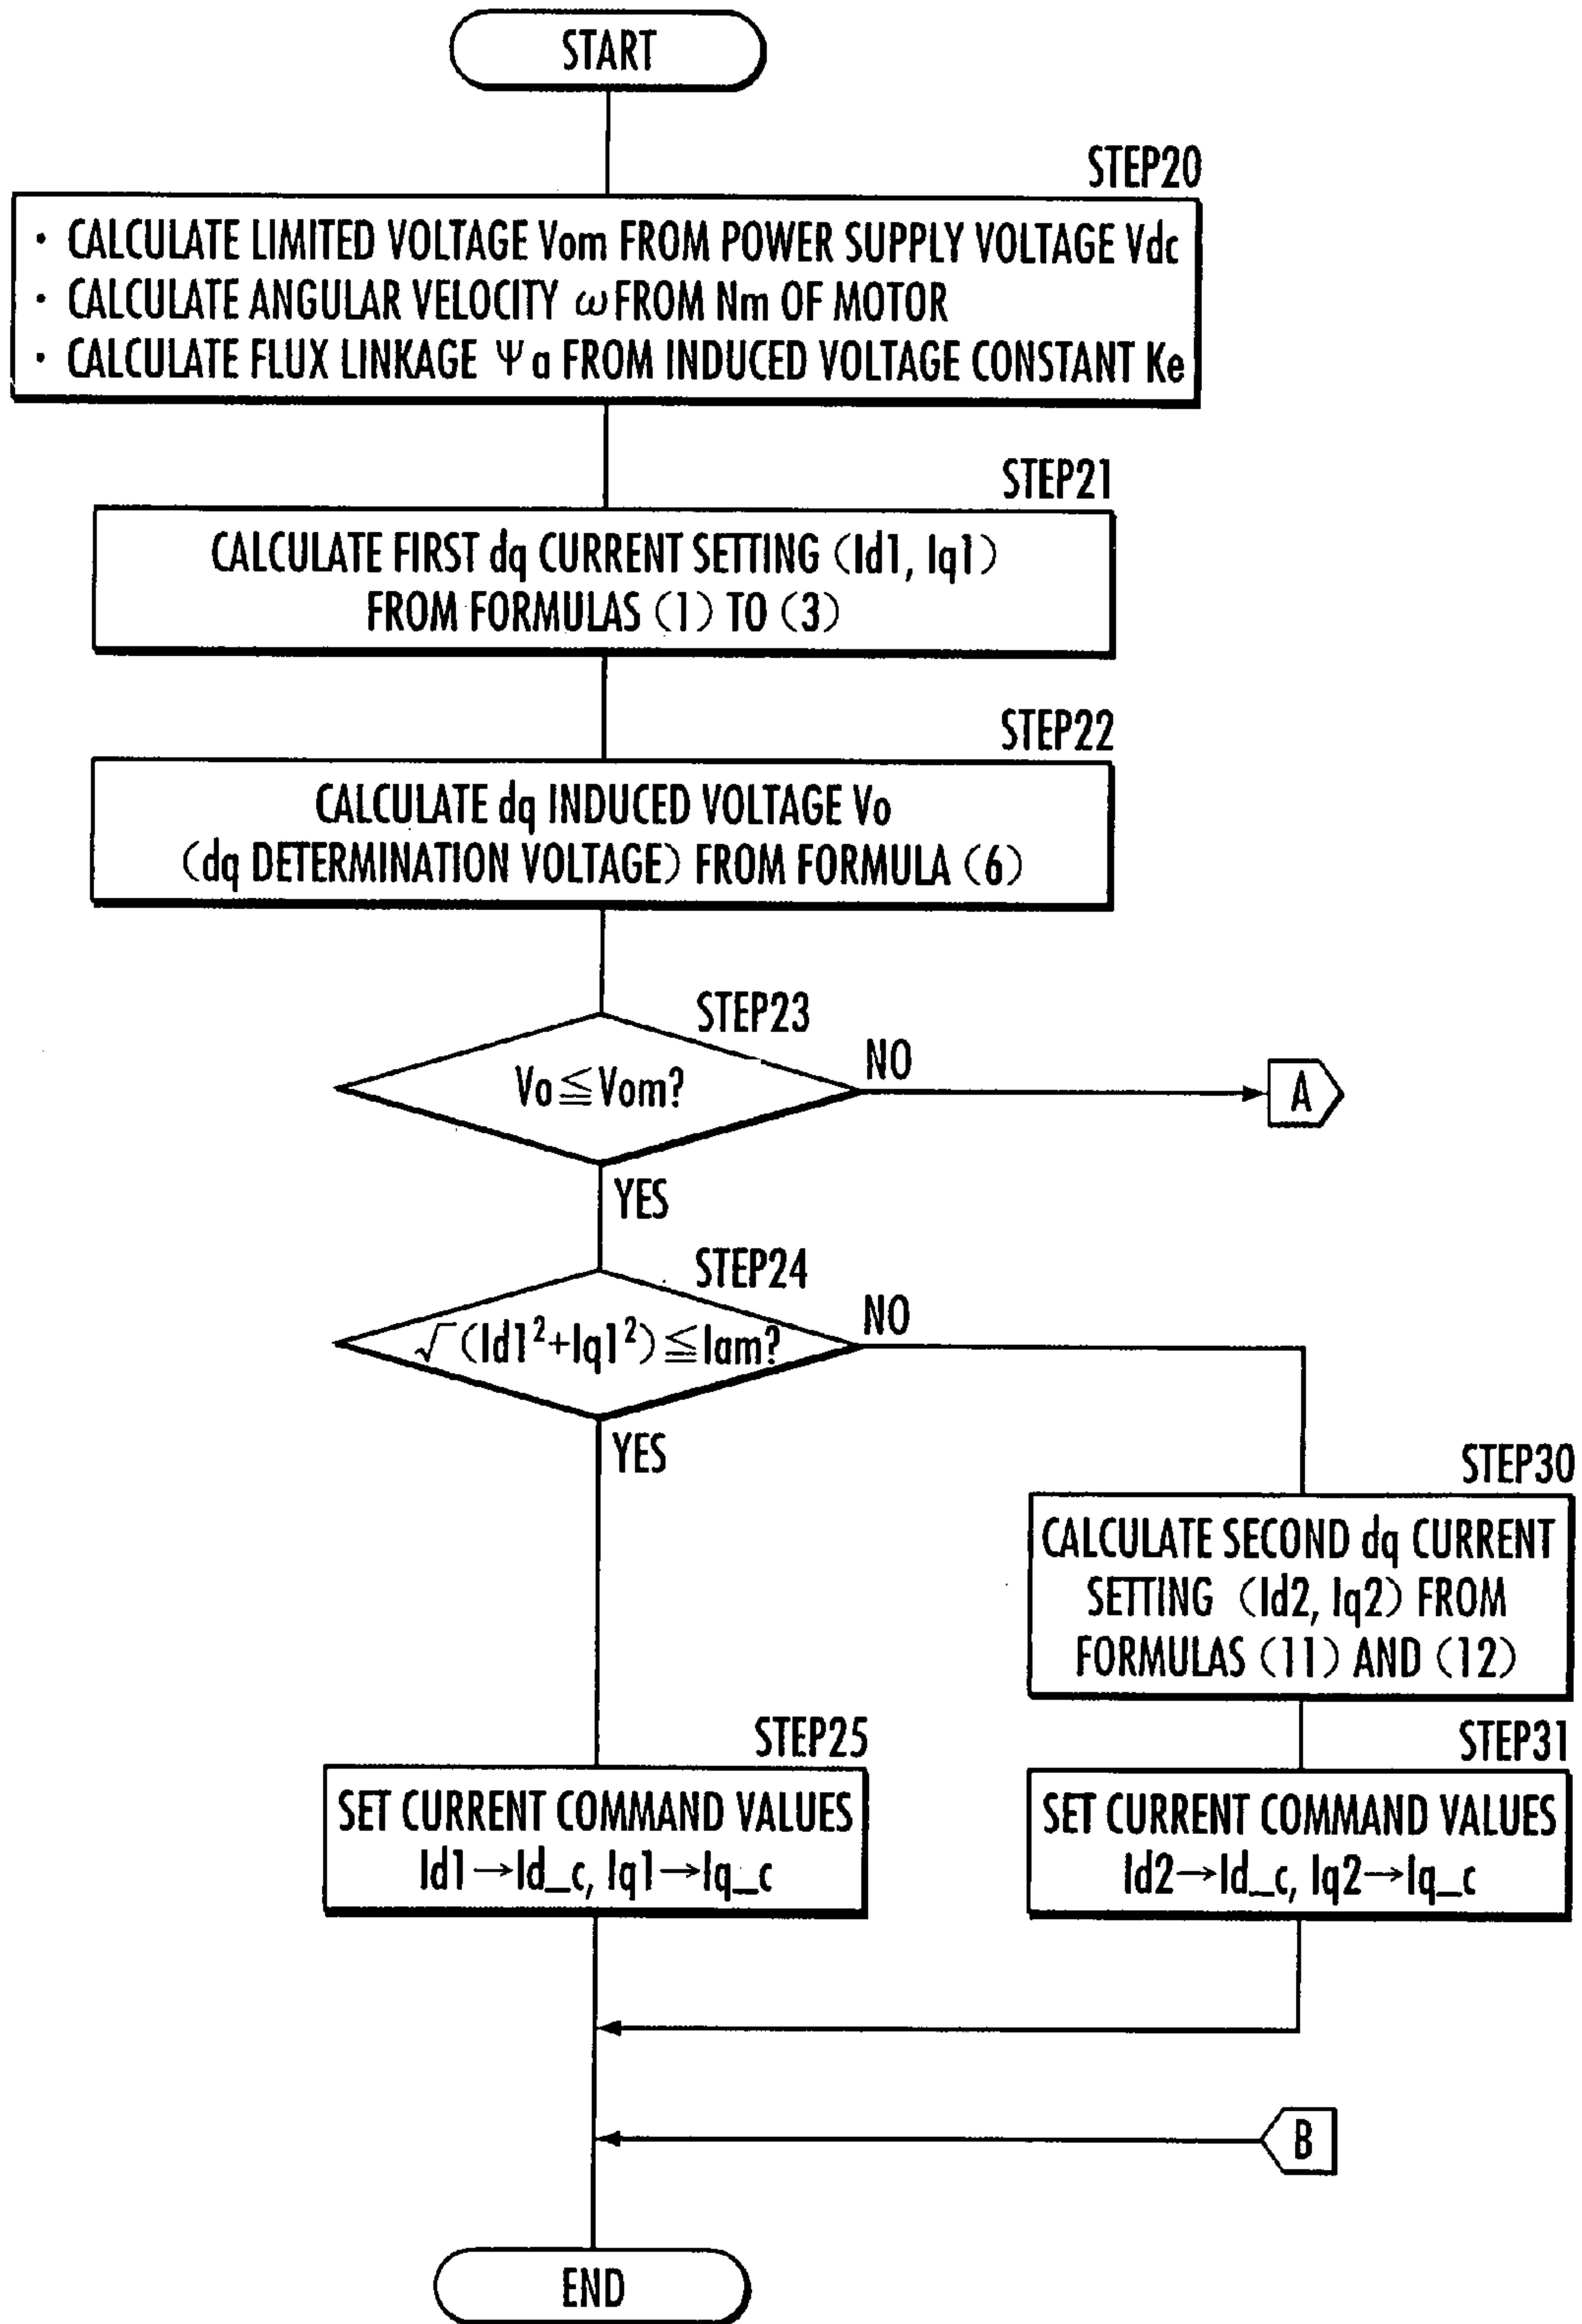 START
STEP20
· CALCULATE LIMITED VOLTAGE Vom FROM POWER SUPPLY VOLTAGE Vdc
· CALCULATE ANGULAR VELOCITY ω FROM Nm OF MOTOR
· CALCULATE FLUX LINKAGE Ψa FROM INDUCED VOLTAGE CONSTANT Ke
STEP21
CALCULATE FIRST dq CURRENT SETTING (Id1, Iq1)
FROM FORMULAS (1) TO (3)
STEP22
CALCULATE dq INDUCED VOLTAGE Vo
(dq DETERMINATION VOLTAGE) FROM FORMULA (6)
STEP23
Vo≦Vom?
NO
A
YES
STEP24
√(Id1²+Iq1²)≦Iam?
NO
YES
STEP30
CALCULATE SECOND dq CURRENT
SETTING (Id2, Iq2) FROM
FORMULAS (11) AND (12)
STEP25
SET CURRENT COMMAND VALUES
Id1→Id_c, Iq1→Iq_c
STEP31
SET CURRENT COMMAND VALUES
Id2→Id_c, Iq2→Iq_c
B
END